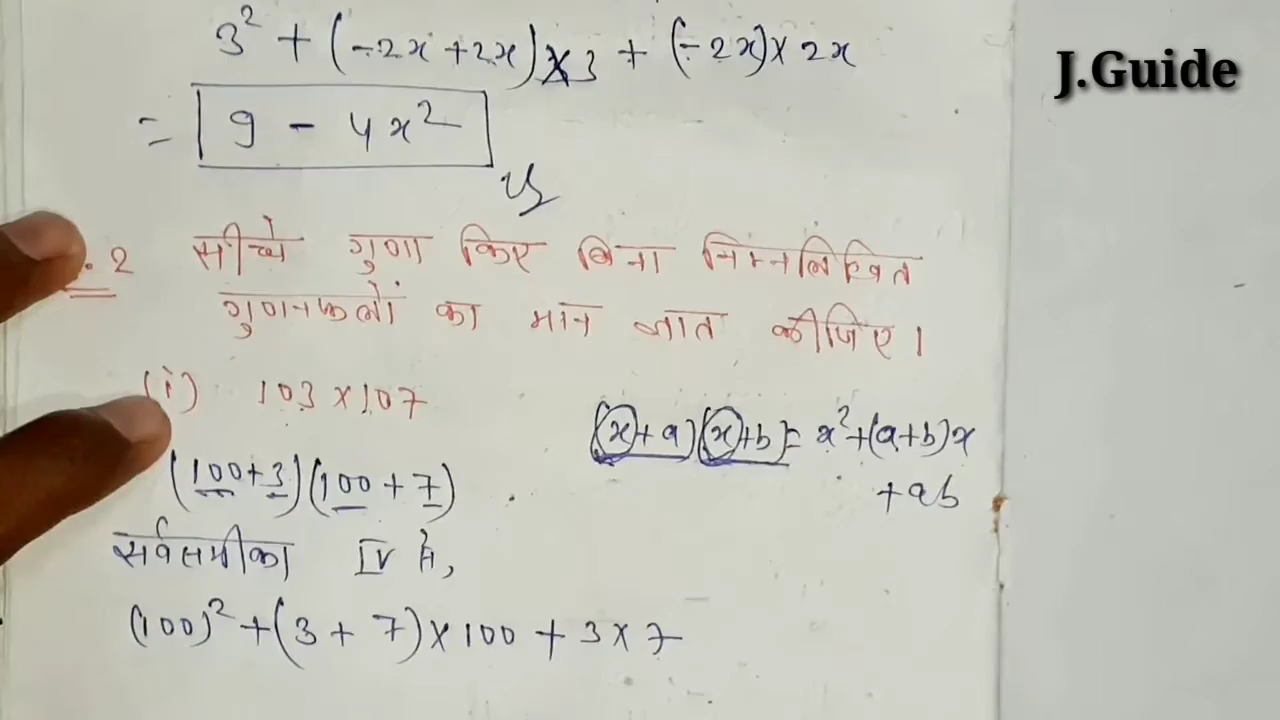 3² + (-2x + 2x) × 3 + (-2x) × 2x
J.Guide
= 9 - 4x²
. 2 सीधे गुणा किए बिना निम्नलिखित
गुणनफलों का मान ज्ञात कीजिए।
(i) 103 × 107
(x + a)(x + b) = x² + (a + b)x
+ ab
(100 + 3)(100 + 7)
सर्वसमीका IV से,
(100)² + (3 + 7) × 100 + 3 × 7